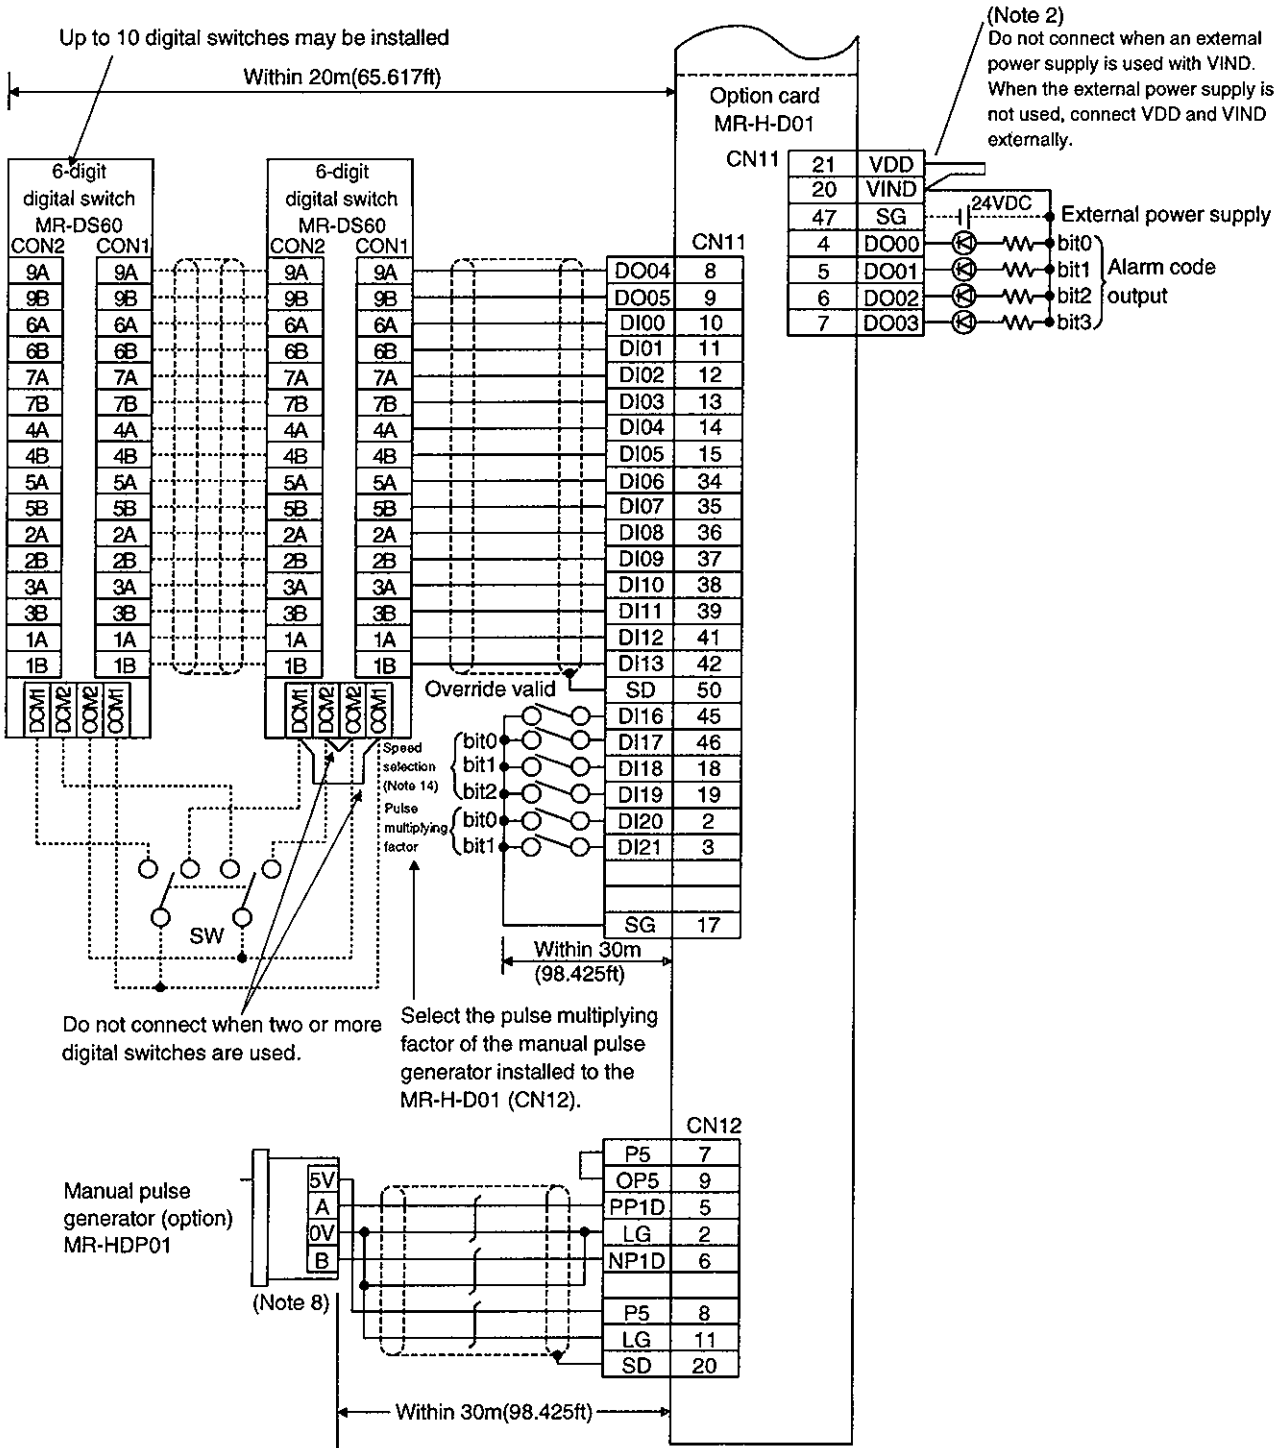 Up to 10 digital switches may be installed
Within 20m(65.617ft)
(Note 2)
Do not connect when an external
power supply is used with VIND.
When the external power supply is
not used, connect VDD and VIND
externally.
Option card
MR-H-D01
CN11
21 VDD
20 VIND
47 SG 24VDC External power supply
4 DO00 bit0
5 DO01 bit1
6 DO02 bit2
7 DO03 bit3
Alarm code
output
6-digit
digital switch
MR-DS60
CON2 CON1
6-digit
digital switch
MR-DS60
CON2 CON1
CN11
9A 9A 9A 9A DO04 8
9B 9B 9B 9B DO05 9
6A 6A 6A 6A DI00 10
6B 6B 6B 6B DI01 11
7A 7A 7A 7A DI02 12
7B 7B 7B 7B DI03 13
4A 4A 4A 4A DI04 14
4B 4B 4B 4B DI05 15
5A 5A 5A 5A DI06 34
5B 5B 5B 5B DI07 35
2A 2A 2A 2A DI08 36
2B 2B 2B 2B DI09 37
3A 3A 3A 3A DI10 38
3B 3B 3B 3B DI11 39
1A 1A 1A 1A DI12 41
1B 1B 1B 1B DI13 42
DCM1 DCM2 COM2 COM1
DCM1 DCM2 COM2 COM1
SD 50
Override valid DI16 45
bit0 DI17 46
bit1 DI18 18
bit2 DI19 19
bit0 DI20 2
bit1 DI21 3
SG 17
Speed
selection
(Note 14)
Pulse
multiplying
factor
SW
Within 30m
(98.425ft)
Do not connect when two or more
digital switches are used.
Select the pulse multiplying
factor of the manual pulse
generator installed to the
MR-H-D01 (CN12).
CN12
P5 7
OP5 9
PP1D 5
LG 2
NP1D 6
P5 8
LG 11
SD 20
5V
A
0V
B
Manual pulse
generator (option)
MR-HDP01
(Note 8)
Within 30m(98.425ft)